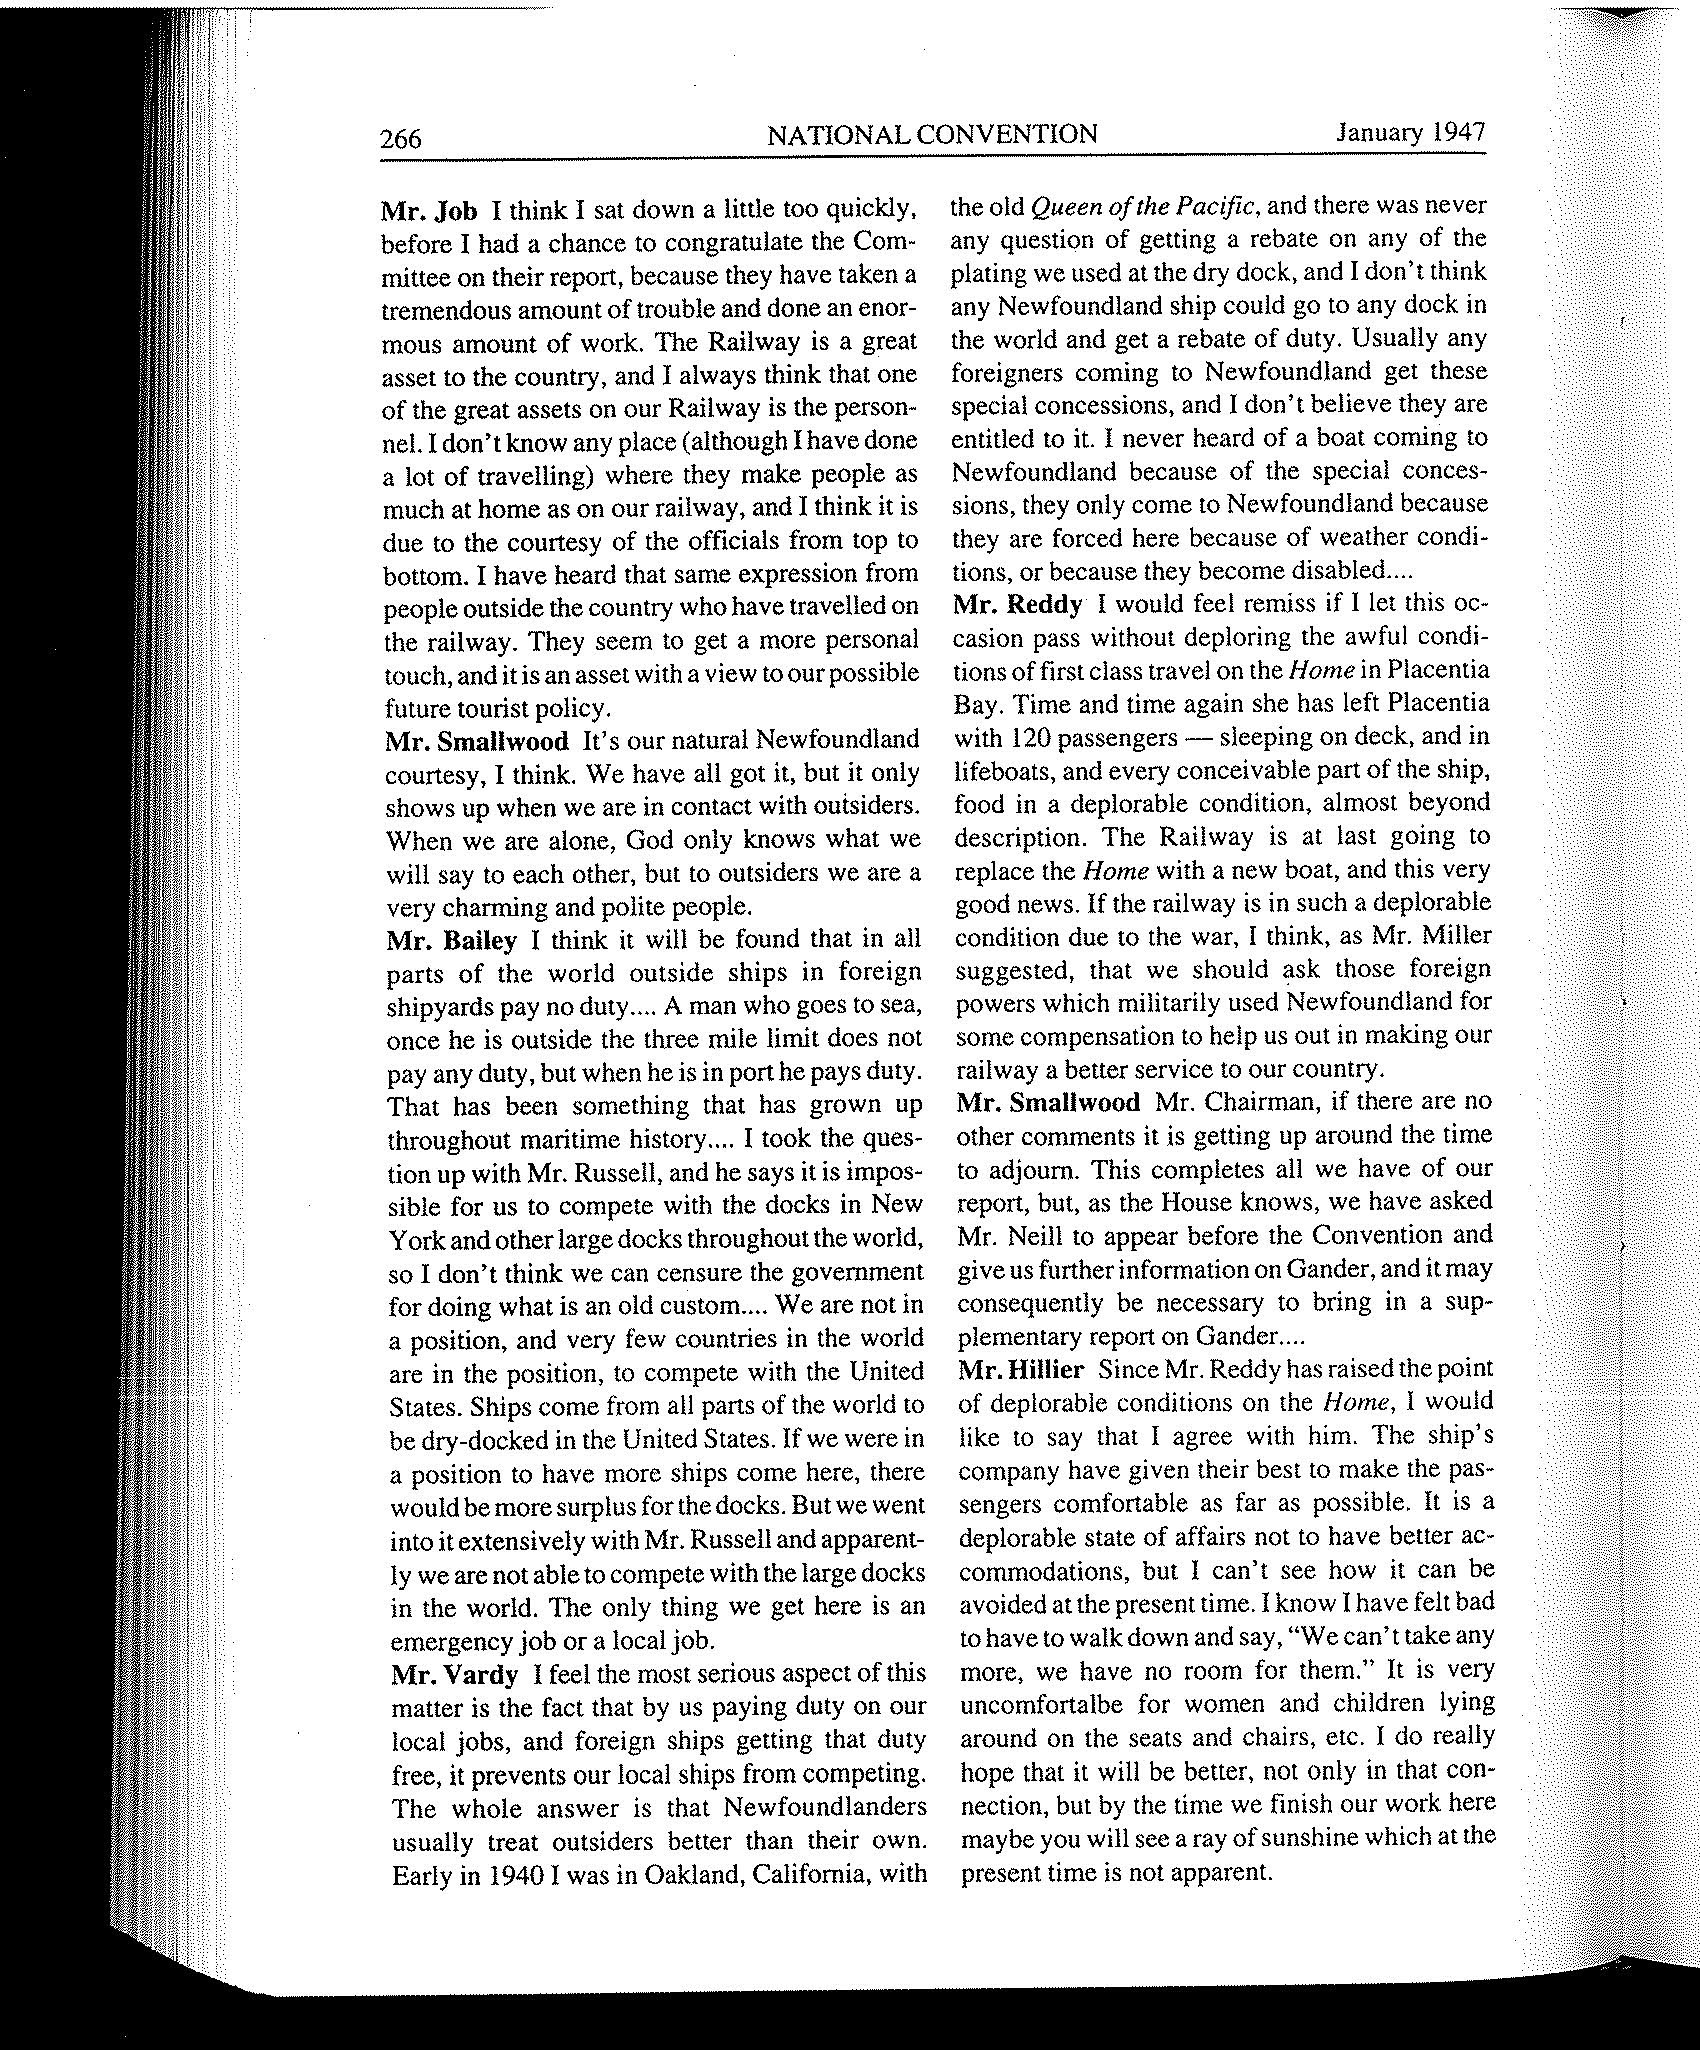 266
NATIONAL CONVENTION
January 1947
Mr. Job I think I sat down a little too quickly,
before I had a chance to congratulate the Com-
mittee on their report, because they have taken a
tremendous amount of trouble and done an enor-
mous amount of work. The Railway is a great
asset to the country, and I always think that one
of the great assets on our Railway is the person-
nel. I don't know any place (although I have done
a lot of travelling) where they make people as
much at home as on our railway, and I think it is
due to the courtesy of the officials from top to
bottom. I have heard that same expression from
people outside the country who have travelled on
the railway. They seem to get a more personal
touch, and it is an asset with a view to our possible
future tourist policy.
Mr. Smallwood It's our natural Newfoundland
courtesy, I think. We have all got it, but it only
shows up when we are in contact with outsiders.
When we are alone, God only knows what we
will say to each other, but to outsiders we are a
very charming and polite people.
Mr. Bailey I think it will be found that in all
parts of the world outside ships in foreign
shipyards pay no duty.... A man who goes to sea,
once he is outside the three mile limit does not
pay any duty, but when he is in port he pays duty.
That has been something that has grown up
throughout maritime history.... I took the ques-
tion up with Mr. Russell, and he says it is impos-
sible for us to compete with the docks in New
York and other large docks throughout the world,
so I don't think we can censure the government
for doing what is an old custom.... We are not in
a position, and very few countries in the world
are in the position, to compete with the United
States. Ships come from all parts of the world to
be dry-docked in the United States. If we were in
a position to have more ships come here, there
would be more surplus for the docks. But we went
into it extensively with Mr. Russell and apparent-
ly we are not able to compete with the large docks
in the world. The only thing we get here is an
emergency job or a local job.
Mr. Vardy I feel the most serious aspect of this
matter is the fact that by us paying duty on our
local jobs, and foreign ships getting that duty
free, it prevents our local ships from competing.
The whole answer is that Newfoundlanders
usually treat outsiders better than their own.
Early in 1940 I was in Oakland, California, with
the old Queen of the Pacific, and there was never
any question of getting a rebate on any of the
plating we used at the dry dock, and I don't think
any Newfoundland ship could go to any dock in
the world and get a rebate of duty. Usually any
foreigners coming to Newfoundland get these
special concessions, and I don't believe they are
entitled to it. I never heard of a boat coming to
Newfoundland because of the special conces-
sions, they only come to Newfoundland because
they are forced here because of weather condi-
tions, or because they become disabled....
Mr. Reddy I would feel remiss if I let this oc-
casion pass without deploring the awful condi-
tions of first class travel on the Home in Placentia
Bay. Time and time again she has left Placentia
with 120 passengers — sleeping on deck, and in
lifeboats, and every conceivable part of the ship,
food in a deplorable condition, almost beyond
description. The Railway is at last going to
replace the Home with a new boat, and this very
good news. If the railway is in such a deplorable
condition due to the war, I think, as Mr. Miller
suggested, that we should ask those foreign
powers which militarily used Newfoundland for
some compensation to help us out in making our
railway a better service to our country.
Mr. Smallwood Mr. Chairman, if there are no
other comments it is getting up around the time
to adjourn. This completes all we have of our
report, but, as the House knows, we have asked
Mr. Neill to appear before the Convention and
give us further information on Gander, and it may
consequently be necessary to bring in a sup-
plementary report on Gander....
Mr. Hillier Since Mr. Reddy has raised the point
of deplorable conditions on the Home, I would
like to say that I agree with him. The ship's
company have given their best to make the pas-
sengers comfortable as far as possible. It is a
deplorable state of affairs not to have better ac-
commodations, but I can't see how it can be
avoided at the present time. I know I have felt bad
to have to walk down and say, "We can't take any
more, we have no room for them." It is very
uncomfortalbe for women and children lying
around on the seats and chairs, etc. I do really
hope that it will be better, not only in that con-
nection, but by the time we finish our work here
maybe you will see a ray of sunshine which at the
present time is not apparent.